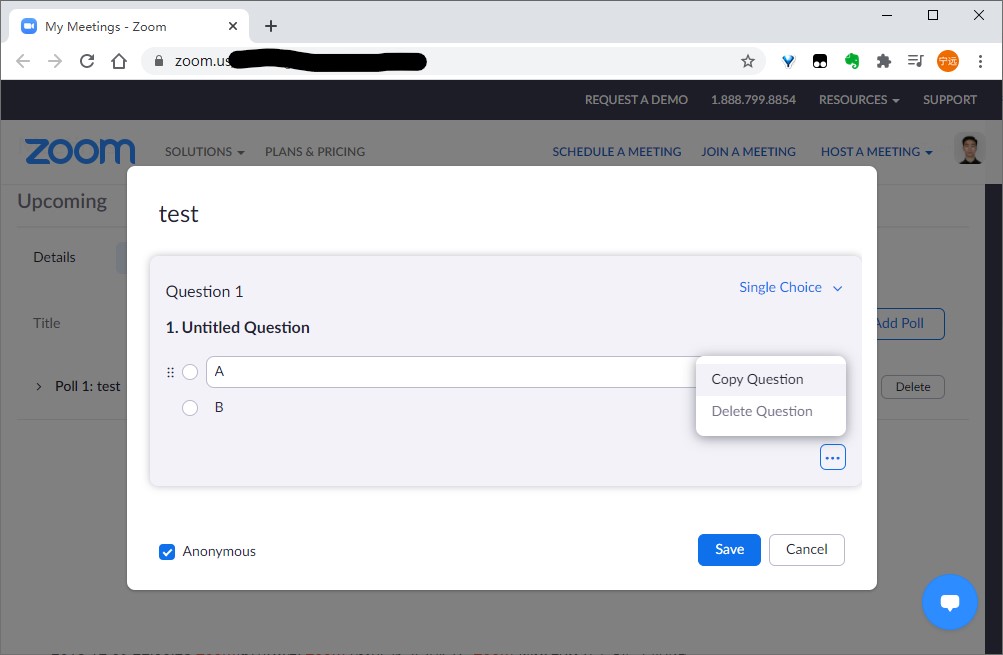 My Meetings - Zoom
zoom.us
宁远
REQUEST A DEMO 1.888.799.8854 RESOURCES SUPPORT
zoom SOLUTIONS PLANS & PRICING SCHEDULE A MEETING JOIN A MEETING HOST A MEETING
Upcoming
test
Details
Question 1 Single Choice
Title
Add Poll
1. Untitled Question
A
Copy Question
Poll 1: test
Delete
B
Delete Question
Anonymous
Save Cancel